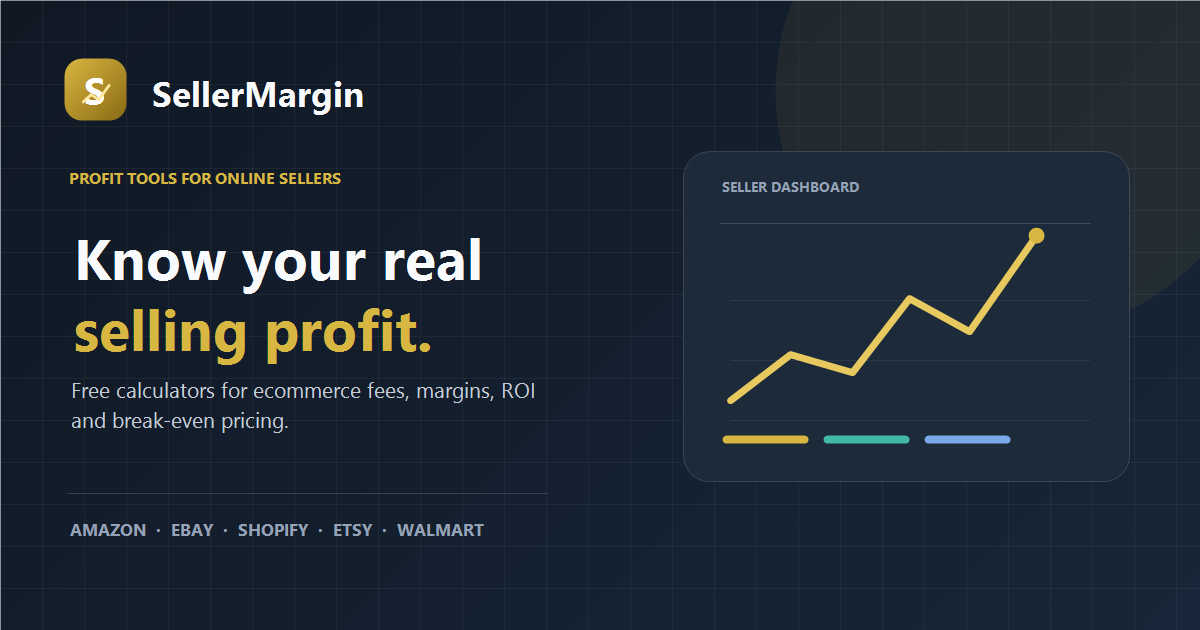 S
SellerMargin
PROFIT TOOLS FOR ONLINE SELLERS
Know your real
selling profit.
Free calculators for ecommerce fees, margins, ROI
and break-even pricing.
AMAZON · EBAY · SHOPIFY · ETSY · WALMART
SELLER DASHBOARD